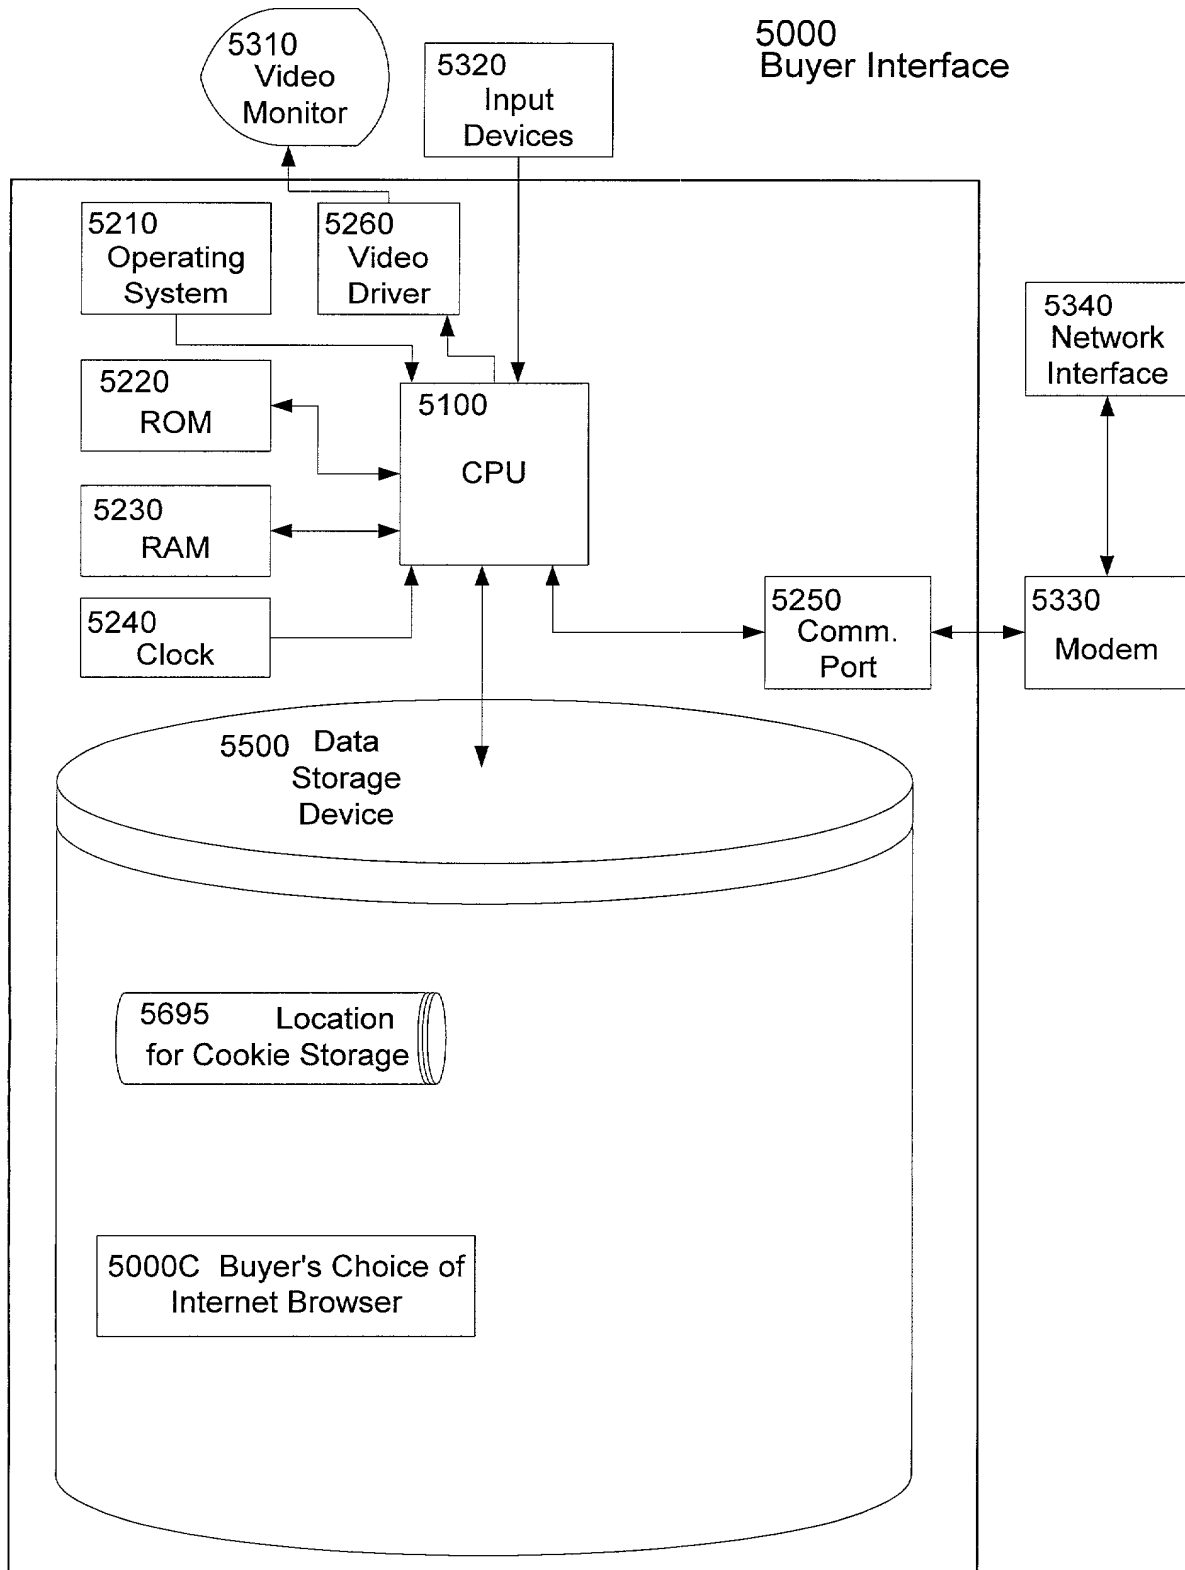 5000
Buyer Interface
5310
Video
Monitor
5320
Input
Devices
5210
Operating
System
5260
Video
Driver
5340
Network
Interface
5220
ROM
5100
CPU
5230
RAM
5240
Clock
5250
Comm.
Port
5330
Modem
5500 Data
Storage
Device
5695 Location
for Cookie Storage
5000C Buyer's Choice of
Internet Browser